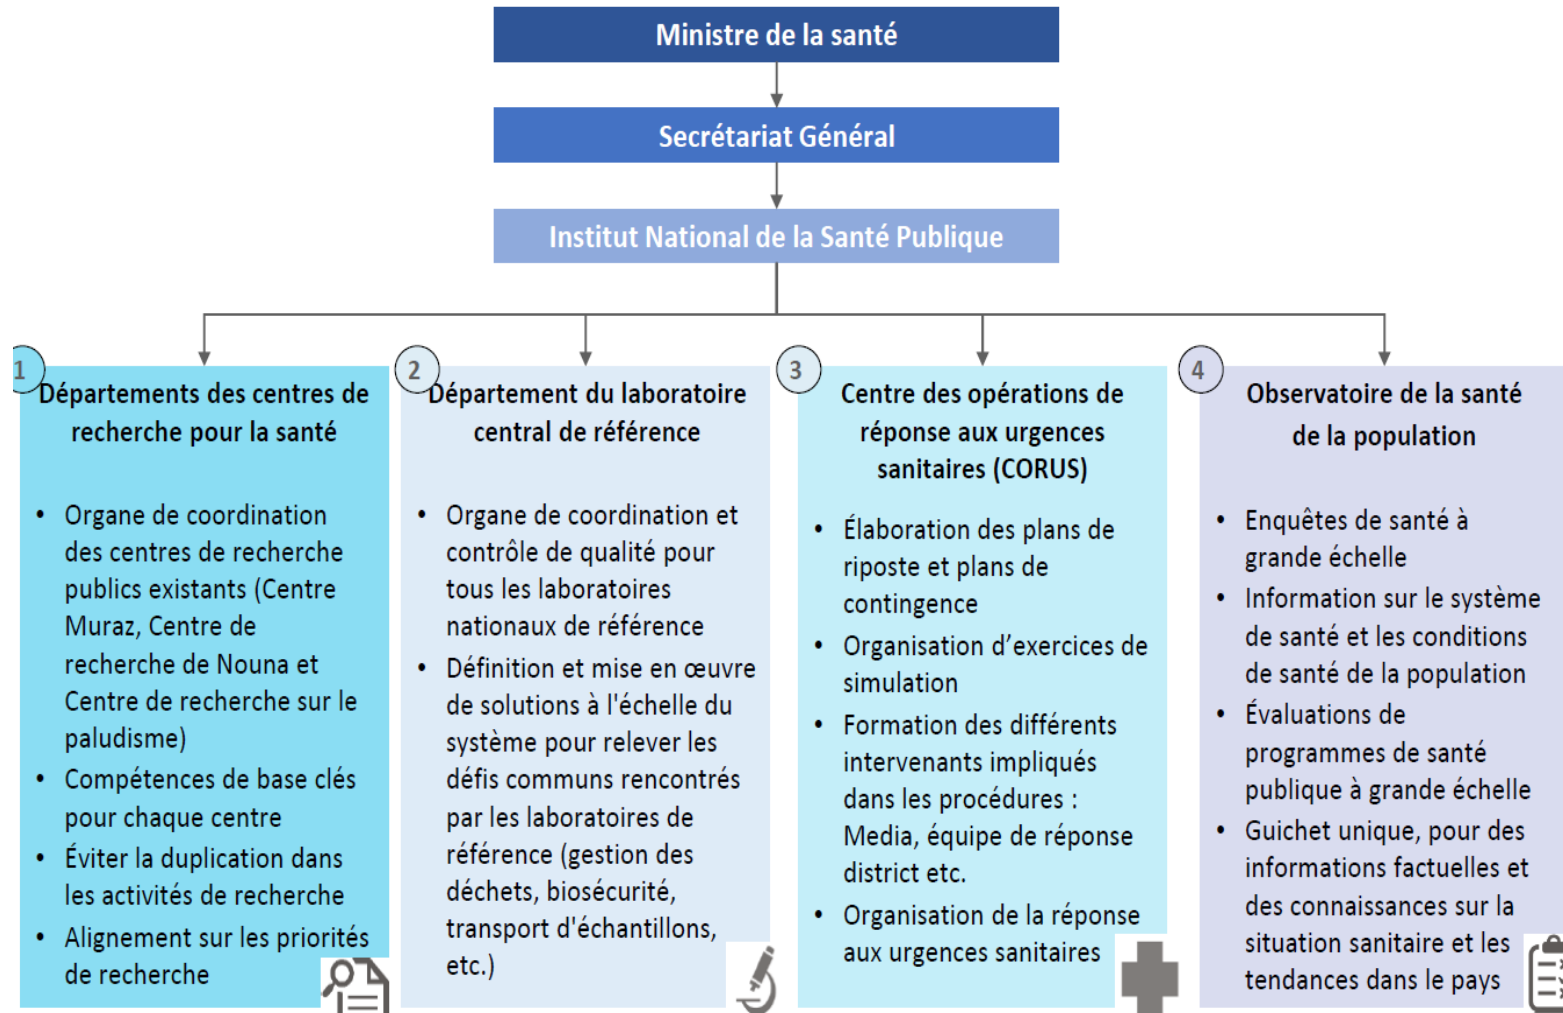 Ministre de la santé
Secrétariat Général
Institut National de la Santé Publique
1
Départements des centres de
recherche pour la santé
• Organe de coordination
des centres de recherche
publics existants (Centre
Muraz, Centre de
recherche de Nouna et
Centre de recherche sur le
paludisme)
• Compétences de base clés
pour chaque centre
• Éviter la duplication dans
les activités de recherche
• Alignement sur les priorités
de recherche
2
Département du laboratoire
central de référence
• Organe de coordination et
contrôle de qualité pour
tous les laboratoires
nationaux de référence
• Définition et mise en œuvre
de solutions à l'échelle du
système pour relever les
défis communs rencontrés
par les laboratoires de
référence (gestion des
déchets, biosécurité,
transport d'échantillons,
etc.)
3
Centre des opérations de
réponse aux urgences
sanitaires (CORUS)
• Élaboration des plans de
riposte et plans de
contingence
• Organisation d’exercices de
simulation
• Formation des différents
intervenants impliqués
dans les procédures :
Media, équipe de réponse
district etc.
• Organisation de la réponse
aux urgences sanitaires
4
Observatoire de la santé
de la population
• Enquêtes de santé à
grande échelle
• Information sur le système
de santé et les conditions
de santé de la population
• Évaluations de
programmes de santé
publique à grande échelle
• Guichet unique, pour des
informations factuelles et
des connaissances sur la
situation sanitaire et les
tendances dans le pays